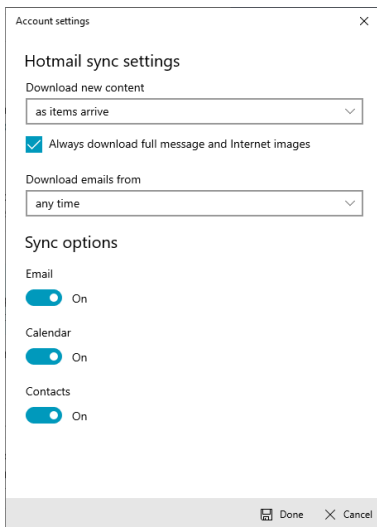 Account settings
Hotmail sync settings
Download new content
as items arrive
Always download full message and Internet images
Download emails from
any time
Sync options
Email
On
Calendar
On
Contacts
On
Done Cancel